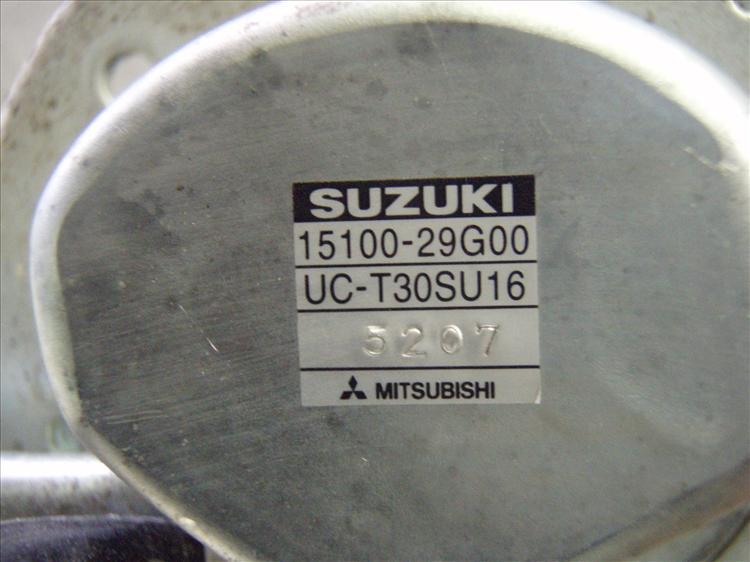 SUZUKI
15100-29G00
UC-T30SU16
5207
MITSUBISHI